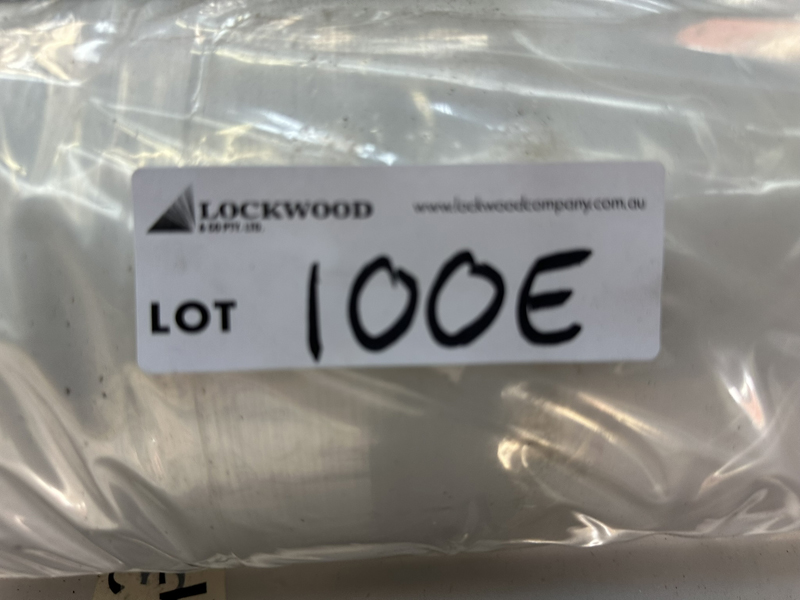 LOCKWOOD
& CO PTY. LTD.
www.lockwoodcompany.com.au
LOT 100E